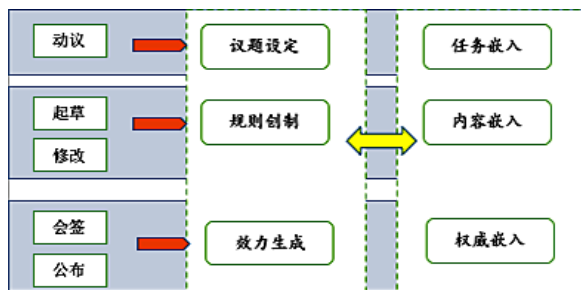 动议
议题设定
任务嵌入
起草
规则创制
内容嵌入
修改
会签
效力生成
权威嵌入
公布